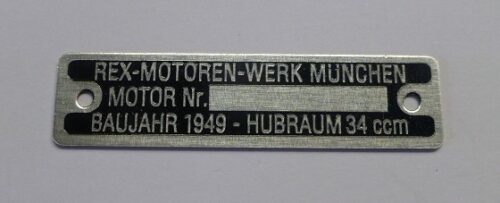 REX-MOTOREN-WERK MÜNCHEN
MOTOR Nr.
BAUJAHR 1949 - HUBRAUM 34 ccm